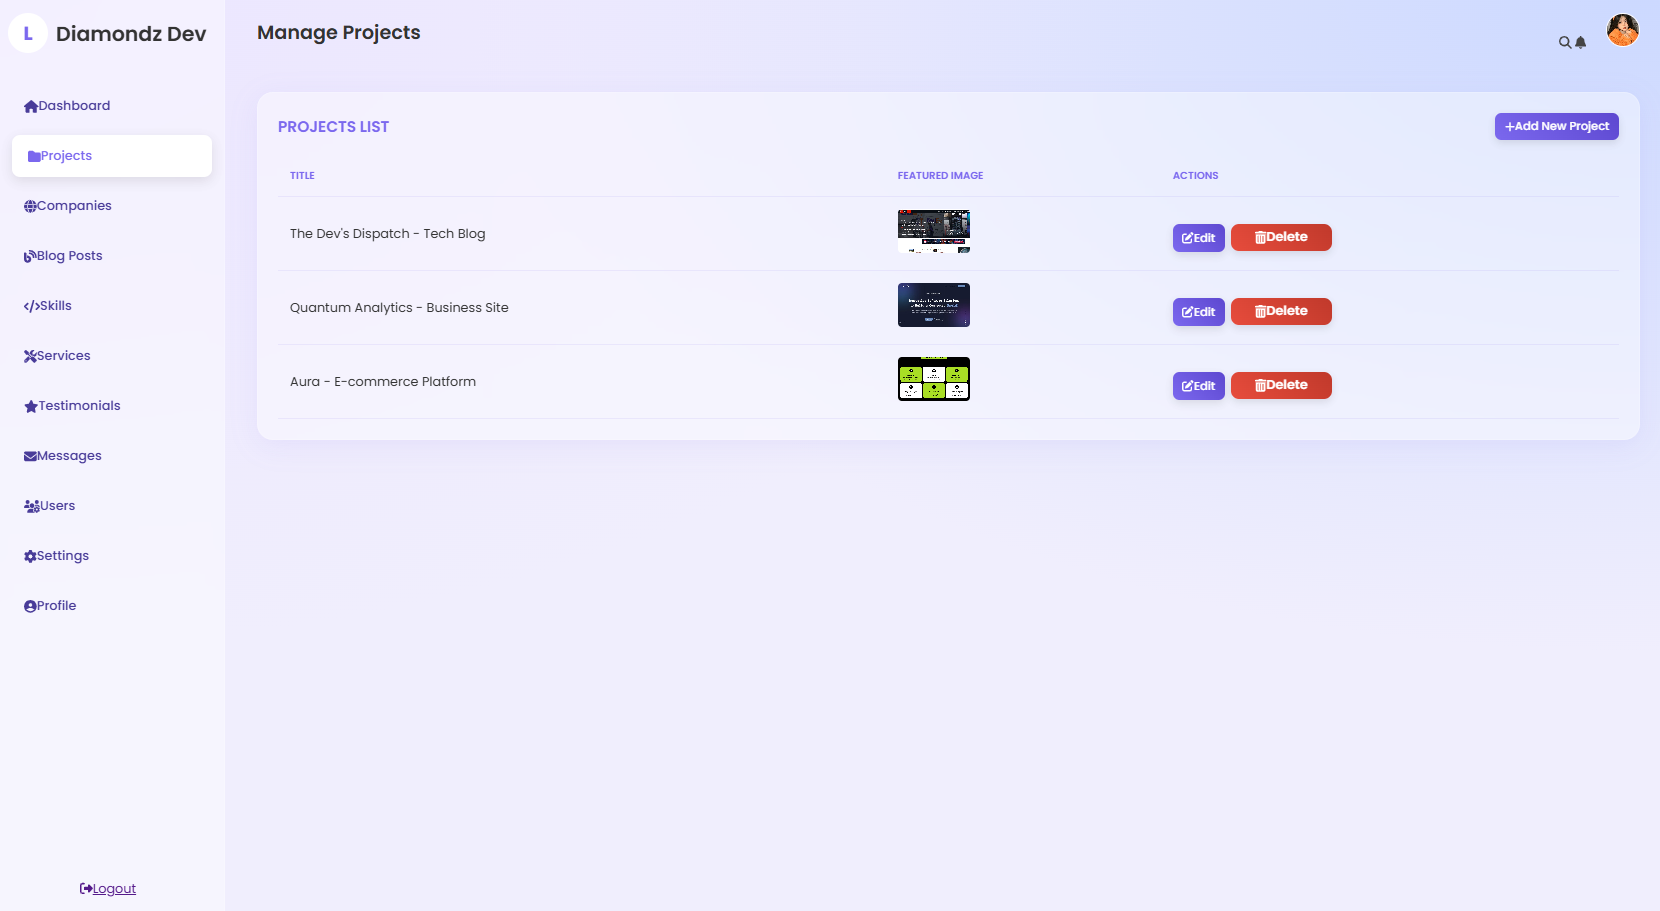 L Diamondz Dev
Manage Projects
Dashboard
Projects
Companies
Blog Posts
Skills
Services
Testimonials
Messages
Users
Settings
Profile
Logout
PROJECTS LIST
+Add New Project
TITLE FEATURED IMAGE ACTIONS
The Dev's Dispatch - Tech Blog Edit Delete
Quantum Analytics - Business Site Edit Delete
Aura - E-commerce Platform Edit Delete